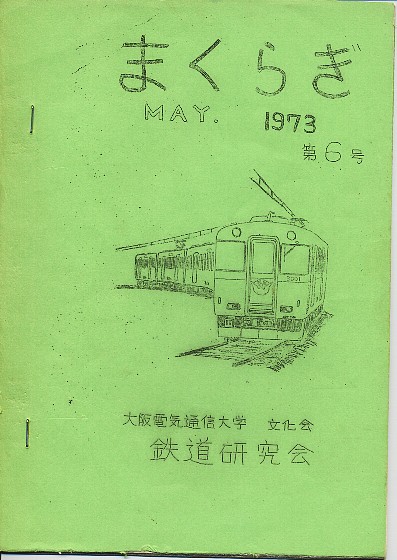 まくらぎ
MAY. 1973
第6号
大阪電気通信大学 文化会
鉄道研究会